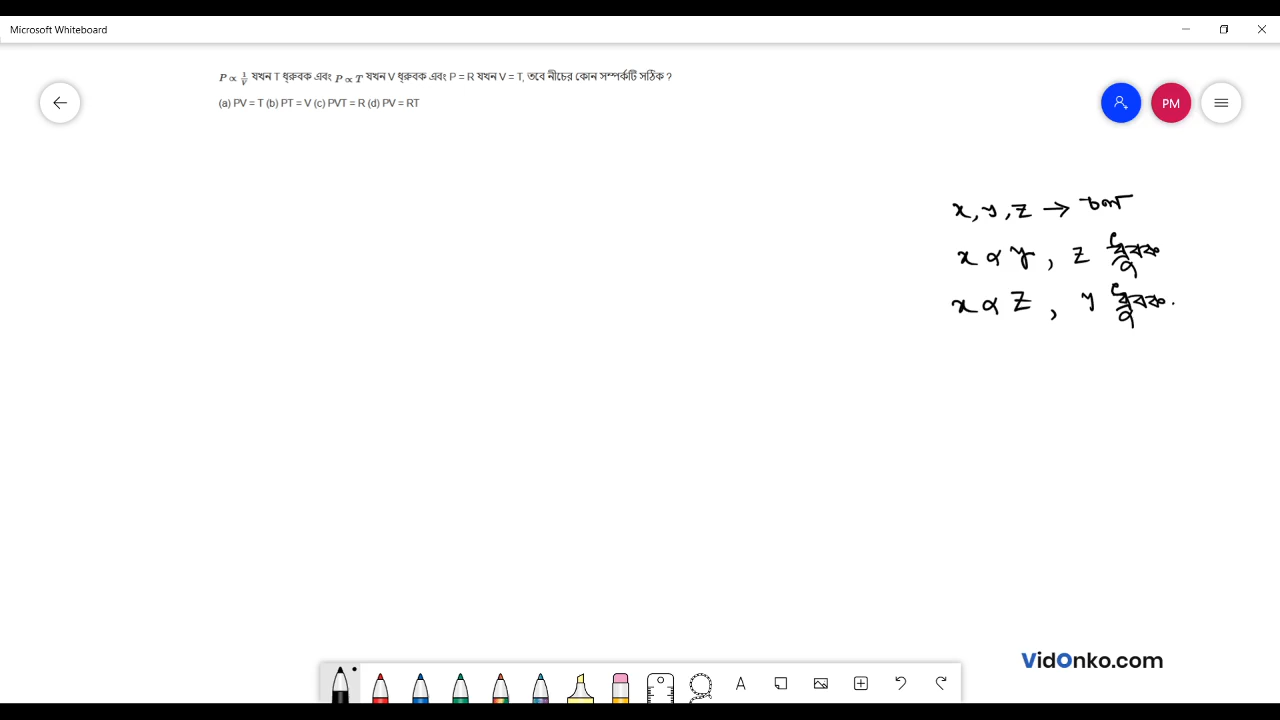 Microsoft Whiteboard
P ∝ 1/V যখন T ধ্রুবক এবং P ∝ T যখন V ধ্রুবক এবং P = R যখন V = T, তবে নীচের কোন সম্পর্কটি সঠিক ?
(a) PV = T (b) PT = V (c) PVT = R (d) PV = RT
PM
x, y, z → চল
x ∝ y, z ধ্রুবক
x ∝ z, y ধ্রুবক.
VidOnko.com
A